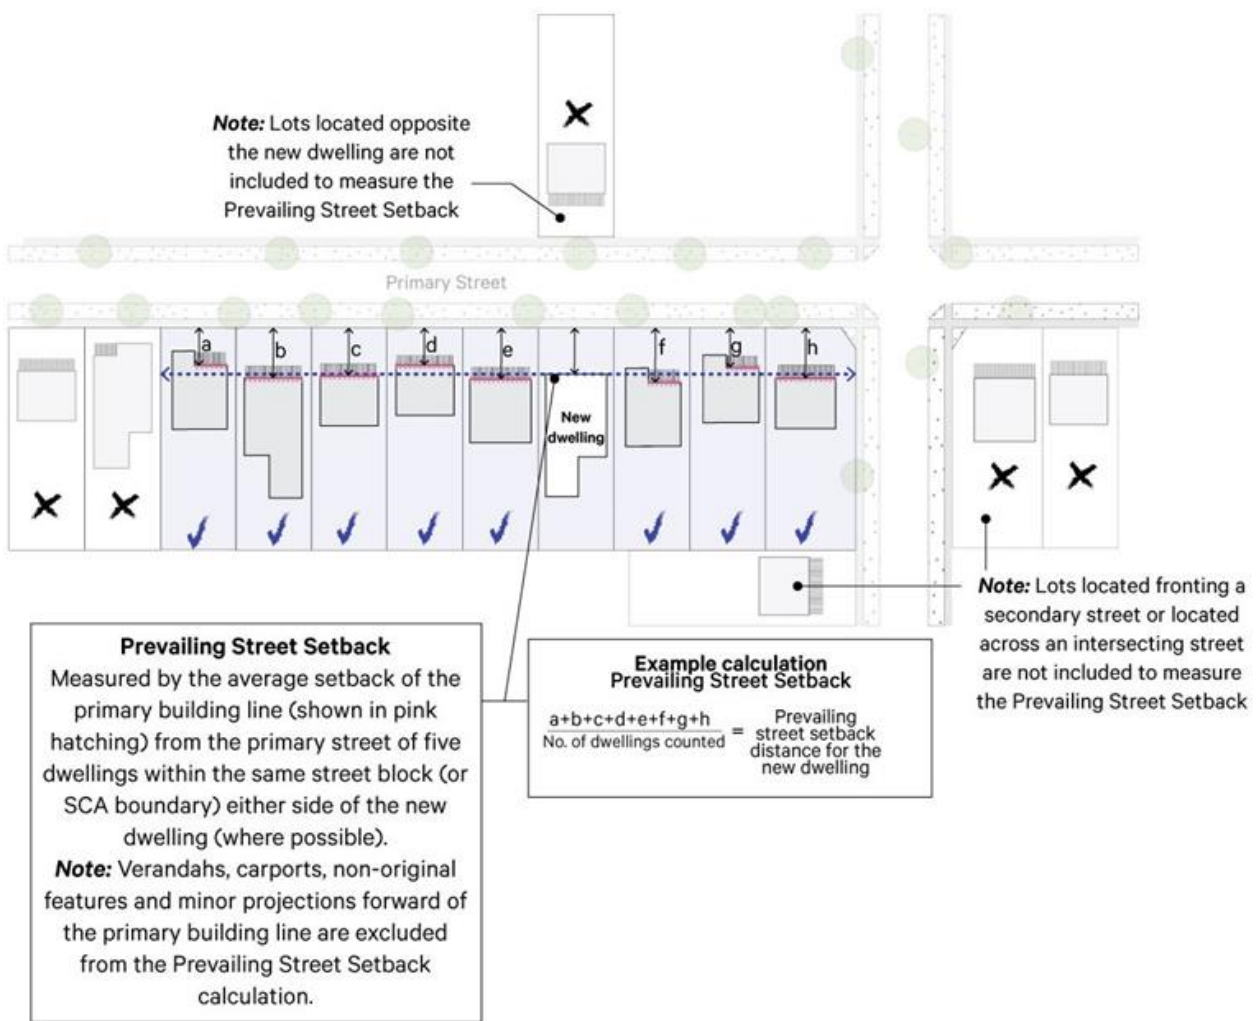 Note: Lots located opposite
the new dwelling are not
included to measure the
Prevailing Street Setback
Primary Street
a
b
c
d
e
f
g
h
New
dwelling
Note: Lots located fronting a
secondary street or located
across an intersecting street
are not included to measure
the Prevailing Street Setback
Prevailing Street Setback
Measured by the average setback of the
primary building line (shown in pink
hatching) from the primary street of five
dwellings within the same street block (or
SCA boundary) either side of the new
dwelling (where possible).
Note: Verandahs, carports, non-original
features and minor projections forward of
the primary building line are excluded
from the Prevailing Street Setback
calculation.
Example calculation
Prevailing Street Setback
a+b+c+d+e+f+g+h
No. of dwellings counted
=
Prevailing
street setback
distance for the
new dwelling